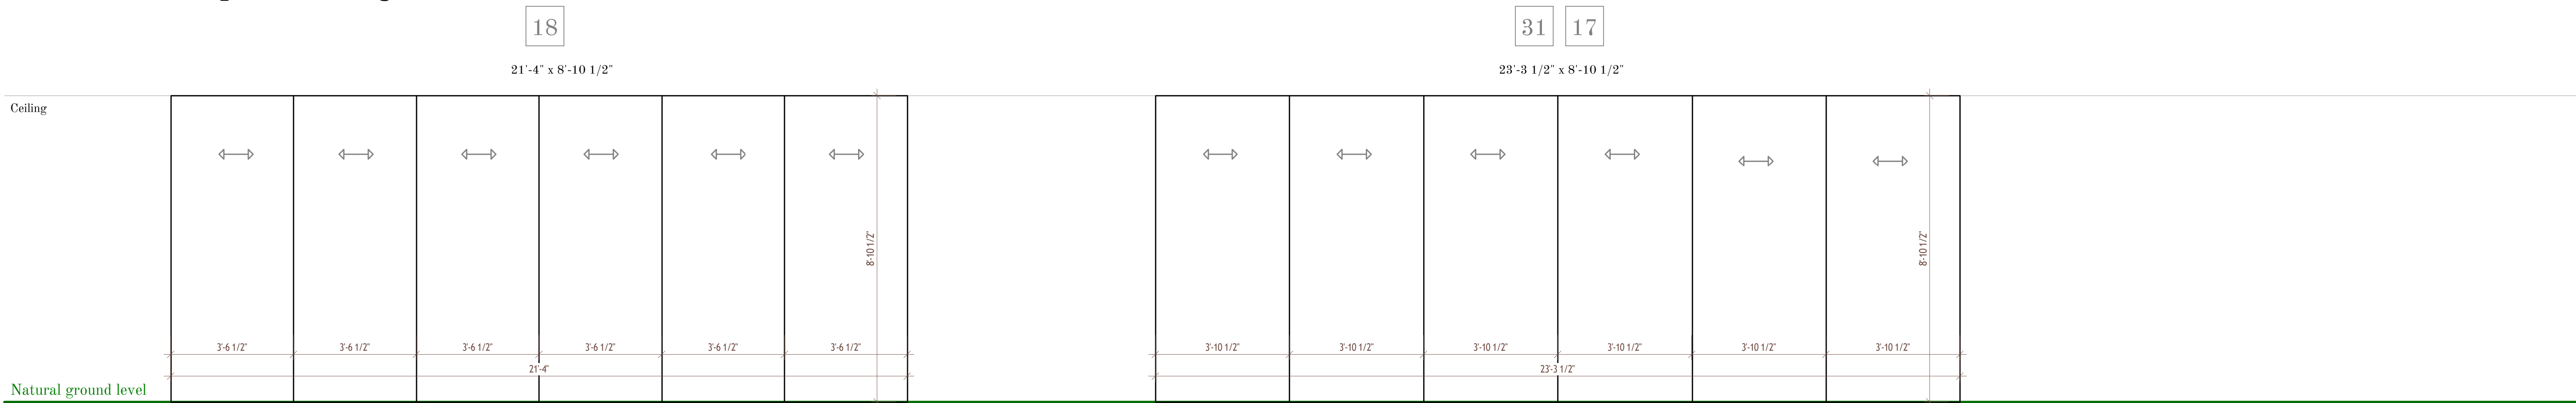 18
21'-4" x 8'-10 1/2"
31 17
23'-3 1/2" x 8'-10 1/2"
Ceiling
8'-10 1/2"
3'-6 1/2" 3'-6 1/2" 3'-6 1/2" 3'-6 1/2" 3'-6 1/2" 3'-6 1/2"
21'-4"
8'-10 1/2"
3'-10 1/2" 3'-10 1/2" 3'-10 1/2" 3'-10 1/2" 3'-10 1/2" 3'-10 1/2"
23'-3 1/2"
Natural ground level